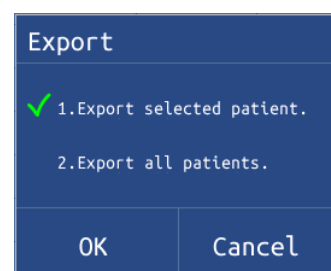 Export
1.Export selected patient.
2.Export all patients.
OK
Cancel